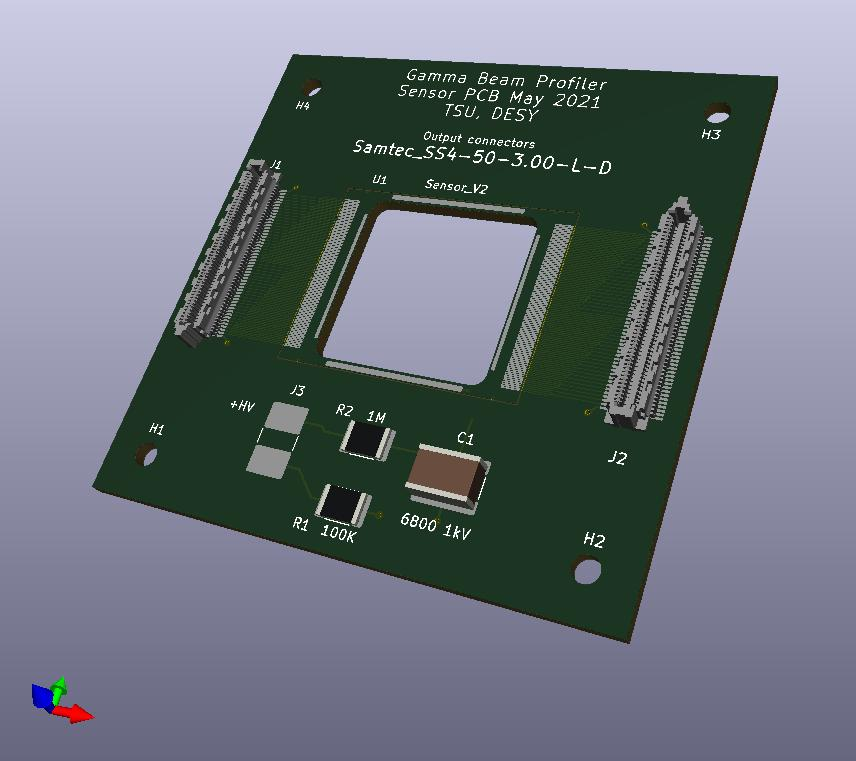 Gamma Beam Profiler
Sensor PCB May 2021
TSU, DESY
H4
H3
Output connectors
Samtec_SS4-50-3.00-L-D
J1
U1
Sensor_V2
J3
+HV
R2 1M
C1
H1
J2
6800 1kV
R1 100K
H2